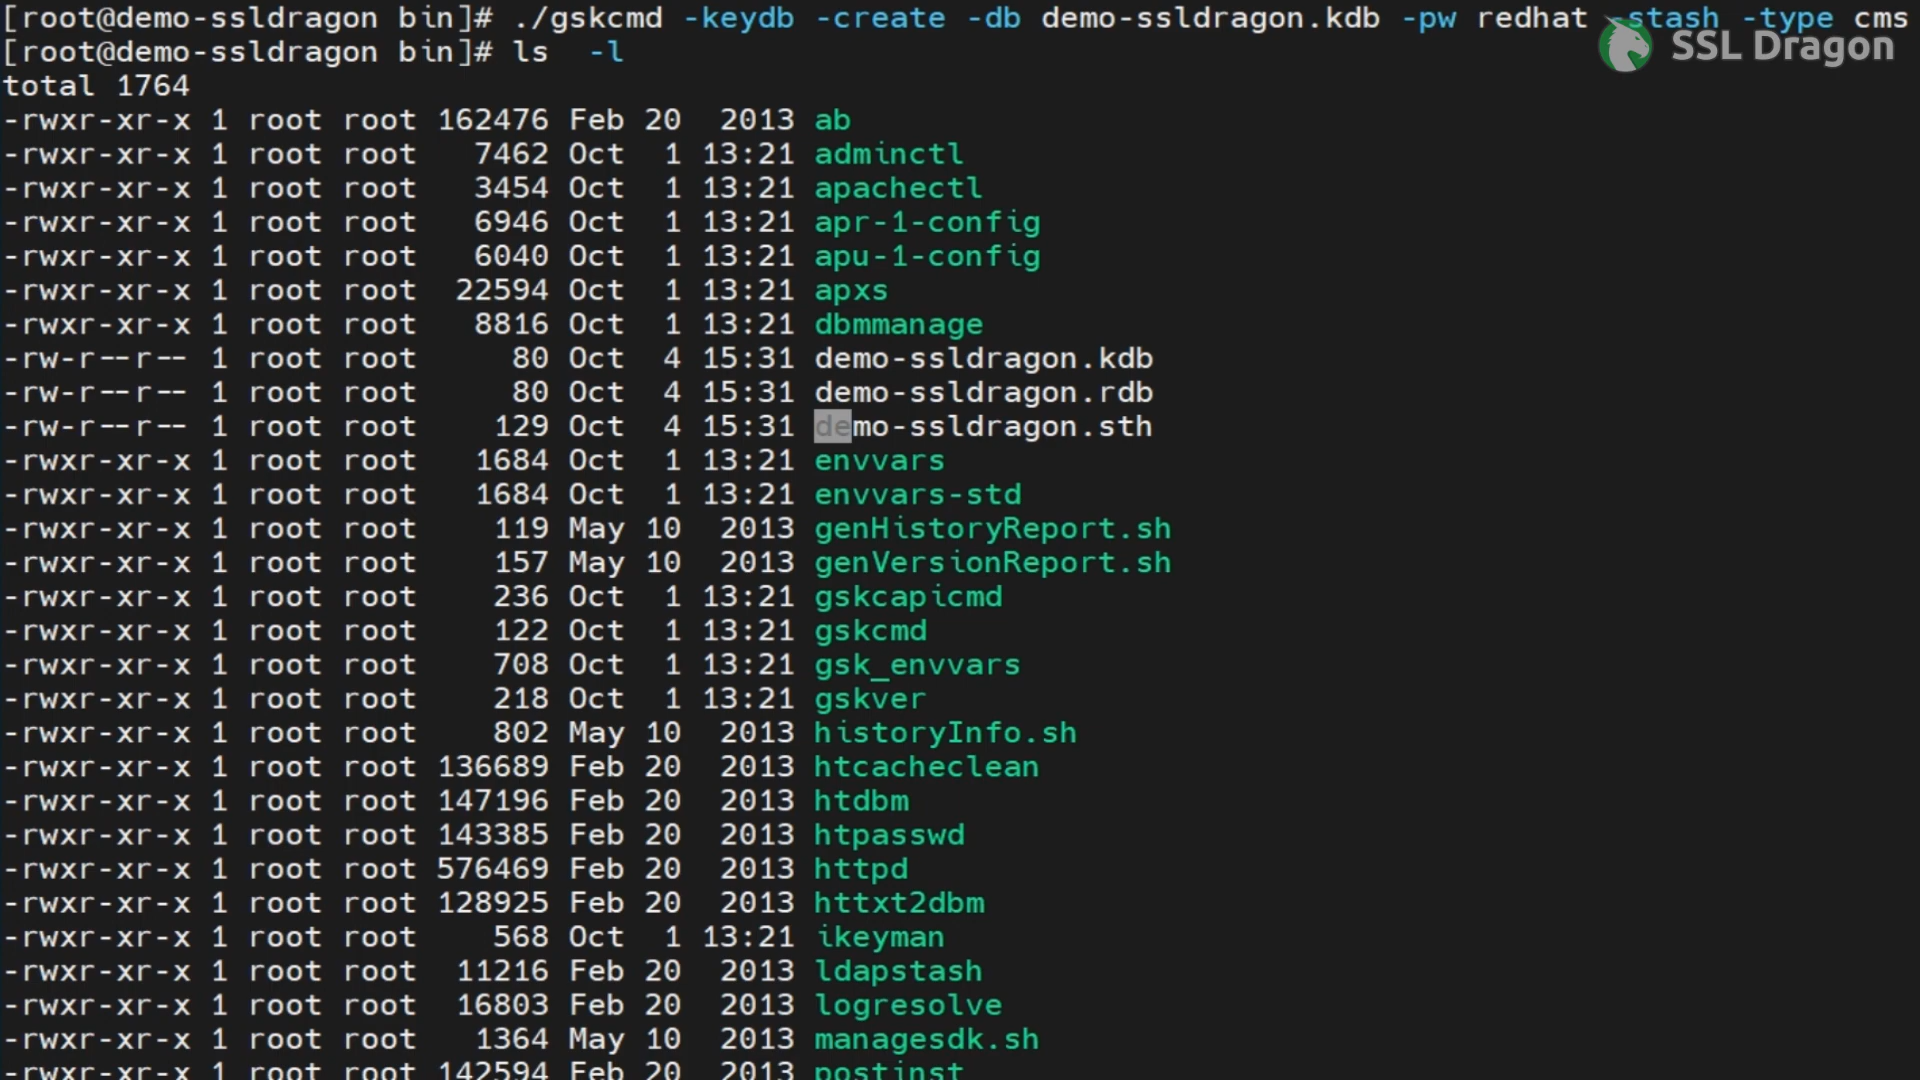 [root@demo-ssldragon bin]# ./gskcmd -keydb -create -db demo-ssldragon.kdb -pw redhat -stash -type cms
SSL Dragon
[root@demo-ssldragon bin]# ls  -l
total 1764
-rwxr-xr-x 1 root root 162476 Feb 20  2013 ab
-rwxr-xr-x 1 root root   7462 Oct  1 13:21 adminctl
-rwxr-xr-x 1 root root   3454 Oct  1 13:21 apachectl
-rwxr-xr-x 1 root root   6946 Oct  1 13:21 apr-1-config
-rwxr-xr-x 1 root root   6040 Oct  1 13:21 apu-1-config
-rwxr-xr-x 1 root root  22594 Oct  1 13:21 apxs
-rwxr-xr-x 1 root root   8816 Oct  1 13:21 dbmmanage
-rw-r--r-- 1 root root     80 Oct  4 15:31 demo-ssldragon.kdb
-rw-r--r-- 1 root root     80 Oct  4 15:31 demo-ssldragon.rdb
-rw-r--r-- 1 root root    129 Oct  4 15:31 demo-ssldragon.sth
-rwxr-xr-x 1 root root   1684 Oct  1 13:21 envvars
-rwxr-xr-x 1 root root   1684 Oct  1 13:21 envvars-std
-rwxr-xr-x 1 root root    119 May 10  2013 genHistoryReport.sh
-rwxr-xr-x 1 root root    157 May 10  2013 genVersionReport.sh
-rwxr-xr-x 1 root root    236 Oct  1 13:21 gskcapicmd
-rwxr-xr-x 1 root root    122 Oct  1 13:21 gskcmd
-rwxr-xr-x 1 root root    708 Oct  1 13:21 gsk_envvars
-rwxr-xr-x 1 root root    218 Oct  1 13:21 gskver
-rwxr-xr-x 1 root root    802 May 10  2013 historyInfo.sh
-rwxr-xr-x 1 root root 136689 Feb 20  2013 htcacheclean
-rwxr-xr-x 1 root root 147196 Feb 20  2013 htdbm
-rwxr-xr-x 1 root root 143385 Feb 20  2013 htpasswd
-rwxr-xr-x 1 root root 576469 Feb 20  2013 httpd
-rwxr-xr-x 1 root root 128925 Feb 20  2013 httxt2dbm
-rwxr-xr-x 1 root root    568 Oct  1 13:21 ikeyman
-rwxr-xr-x 1 root root  11216 Feb 20  2013 ldapstash
-rwxr-xr-x 1 root root  16803 Feb 20  2013 logresolve
-rwxr-xr-x 1 root root   1364 May 10  2013 managesdk.sh
-rwxr-xr-x 1 root root 142594 Feb 20  2013 postinst